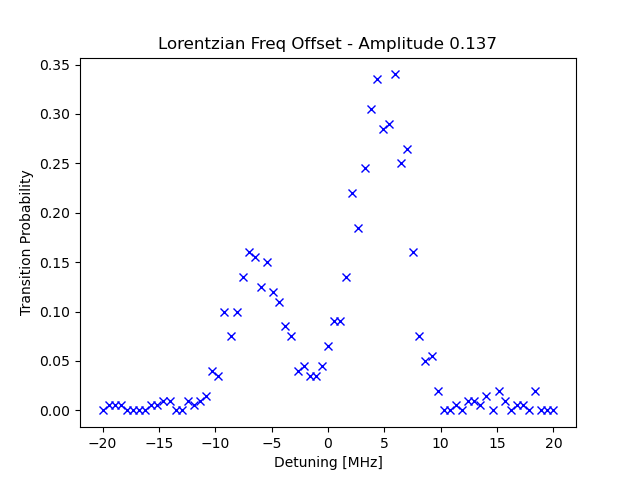 Lorentzian Freq Offset - Amplitude 0.137
Transition Probability
0.35
0.30
0.25
0.20
0.15
0.10
0.05
0.00
−20 −15 −10 −5 0 5 10 15 20
Detuning [MHz]